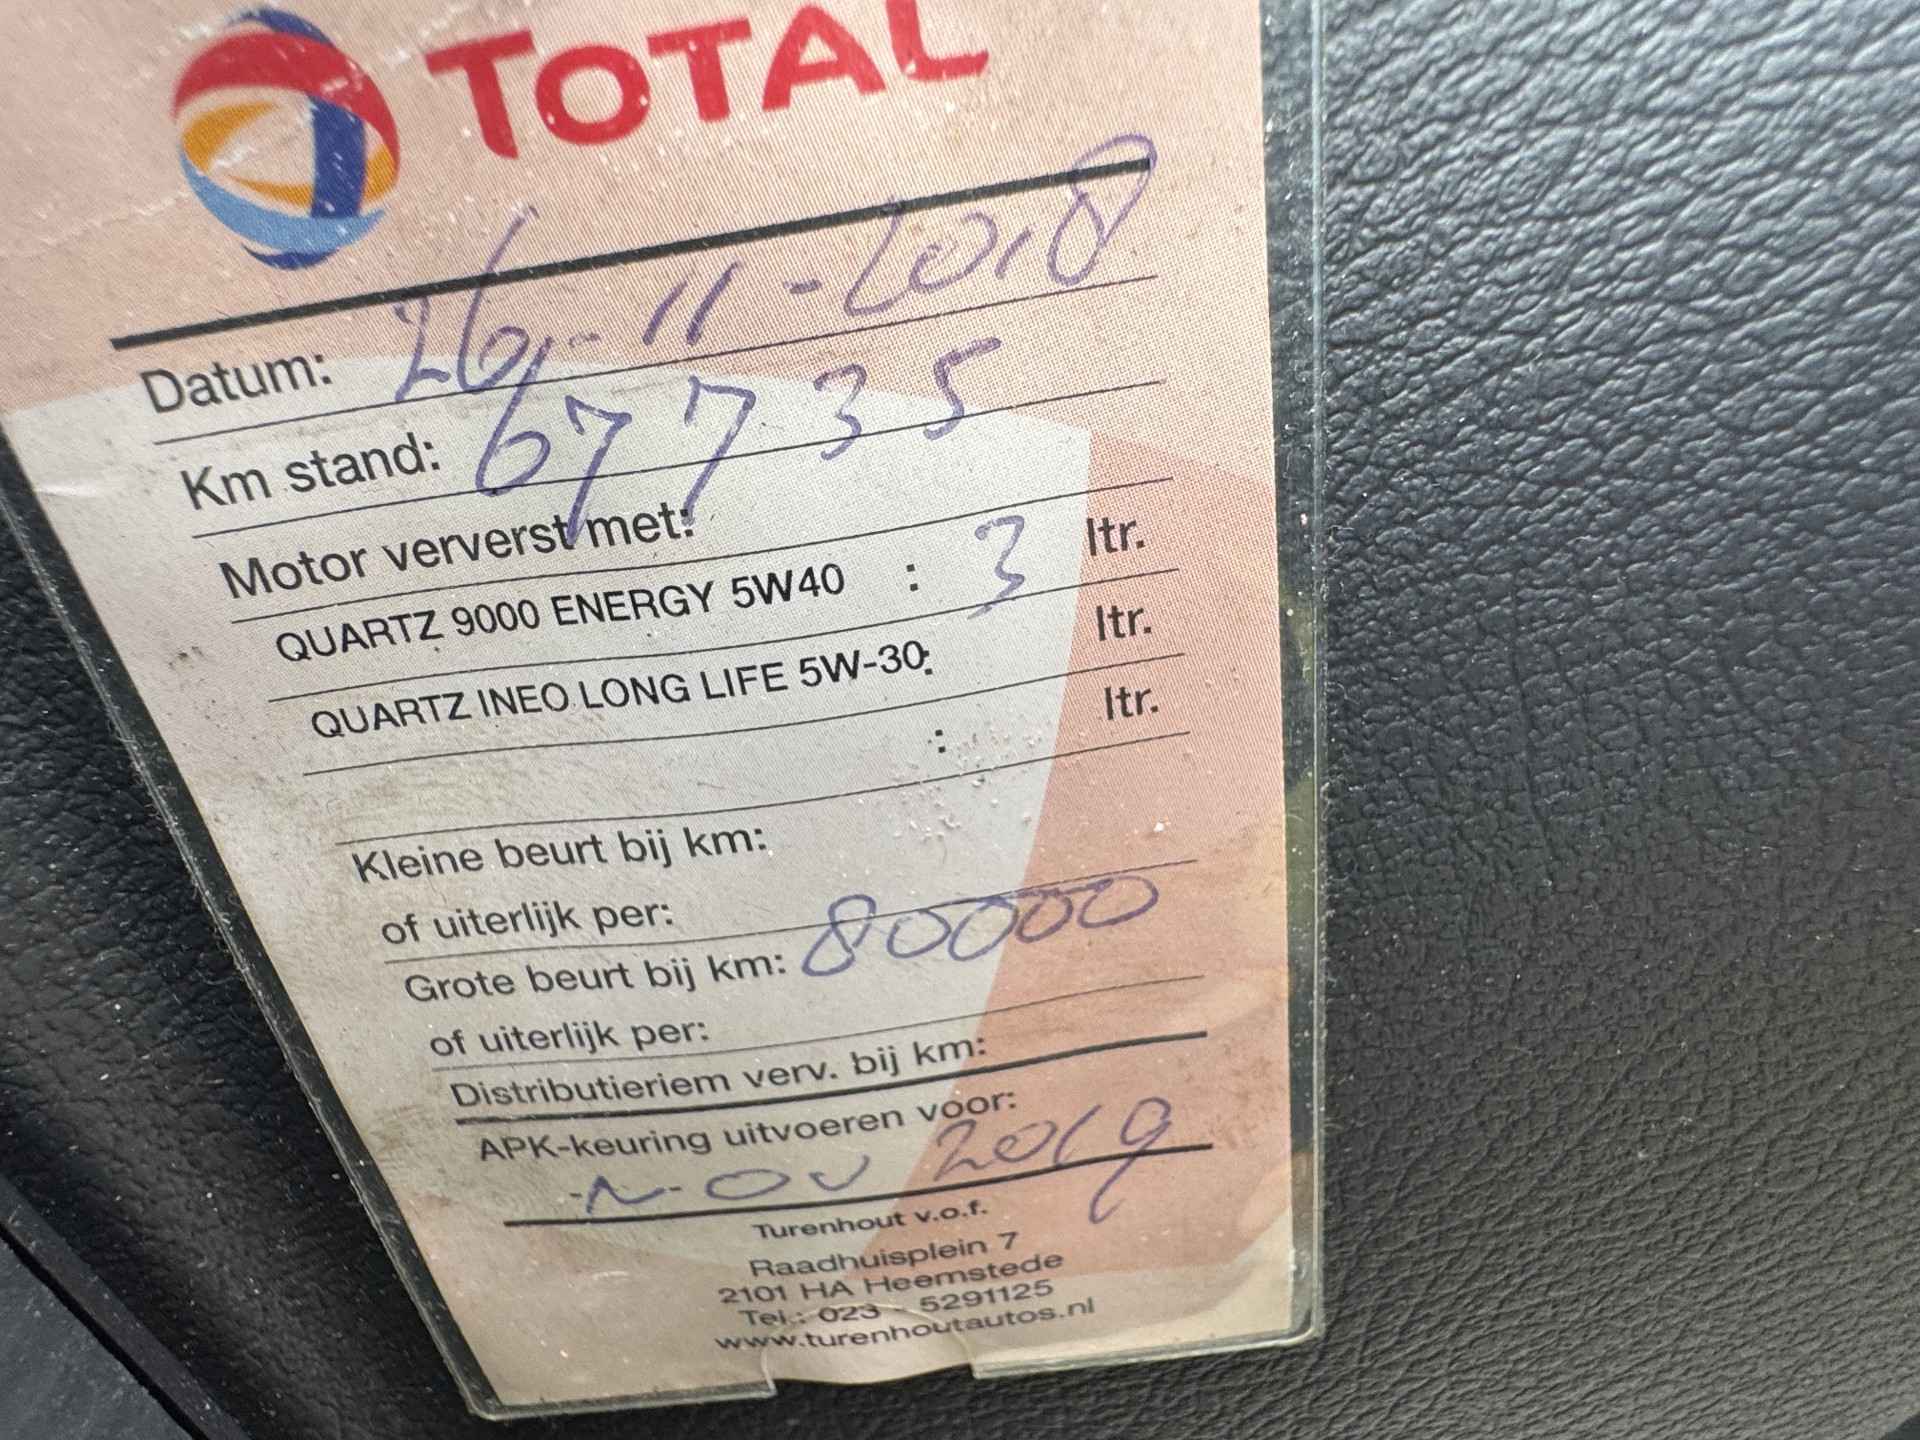 TOTAL
Datum: 26-11-2018
Km stand: 67735
Motor ververst met:
QUARTZ 9000 ENERGY 5W40 : 3 ltr.
QUARTZ INEO LONG LIFE 5W-30: ltr.
: ltr.
Kleine beurt bij km:
of uiterlijk per:
Grote beurt bij km: 80000
of uiterlijk per:
Distributieriem verv. bij km:
APK-keuring uitvoeren voor:
-N-OV 2019
Turenhout v.o.f.
Raadhuisplein 7
2101 HA Heemstede
Tel.: 023 - 5291125
www.turenhoutautos.nl